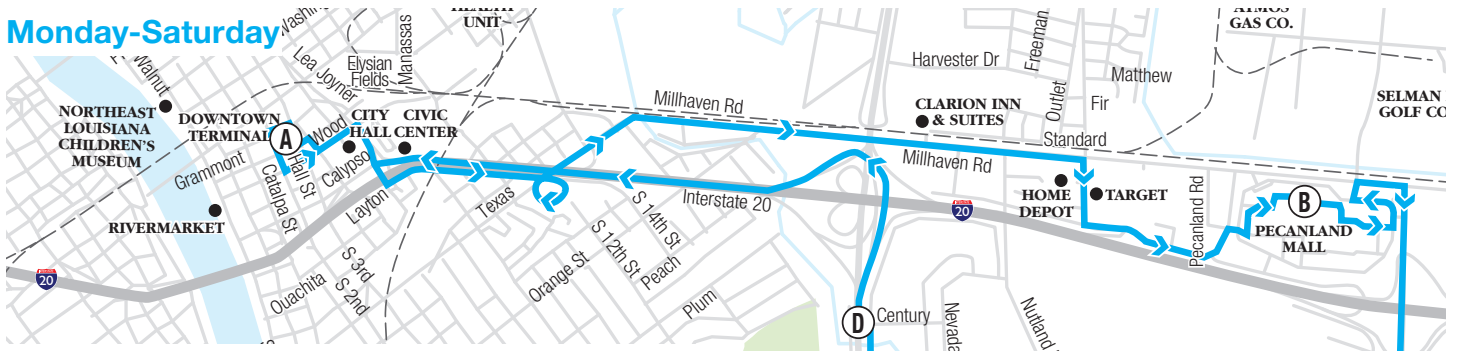 Monday-Saturday
HEALTH
UNIT
ATMOS
GAS CO.
Walnut
Lea Joyner
Elysian
Fields
Manassas
Harvester Dr
Freeman
Matthew
Outlet
Fir
Standard
Millhaven Rd
Millhaven Rd
NORTHEAST
LOUISIANA
CHILDREN'S
MUSEUM
DOWNTOWN
TERMINAL
A
Wood
CITY
HALL
CIVIC
CENTER
CLARION INN
& SUITES
SELMAN
GOLF CO
Grammont
Hall St
Catalpa St
Calypso
Layton
Texas
Interstate 20
20
HOME
DEPOT
TARGET
Pecanland Rd
B
PECANLAND
MALL
RIVERMARKET
S 14th St
S 12th St
Peach
Orange St
Plum
S 3rd
S 2nd
Ouachita
20
D
Century
Nevada
Nutland